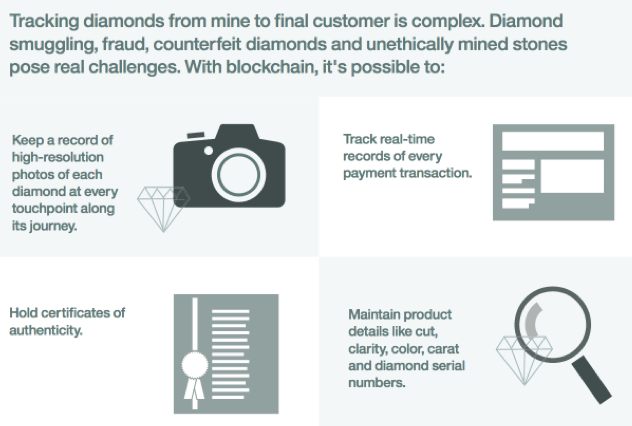 Tracking diamonds from mine to final customer is complex. Diamond
smuggling, fraud, counterfeit diamonds and unethically mined stones
pose real challenges. With blockchain, it's possible to:
Keep a record of
high-resolution
photos of each
diamond at every
touchpoint along
its journey.
Track real-time
records of every
payment transaction.
Hold certificates of
authenticity.
Maintain product
details like cut,
clarity, color, carat
and diamond serial
numbers.